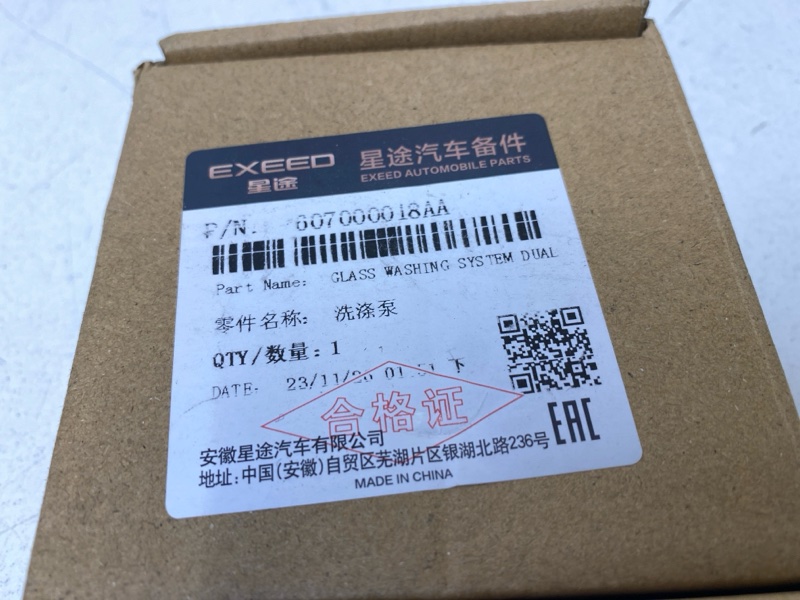 EXEED
星途
星途汽车备件
EXEED AUTOMOBILE PARTS
P/N: 607000018AA
Part Name: GLASS WASHING SYSTEM DUAL
零件名称: 洗涤泵
QTY/数量: 1
DATE: 下
合格证
安徽星途汽车有限公司
地址:中国(安徽)自贸区芜湖片区银湖北路236号
MADE IN CHINA
EAC